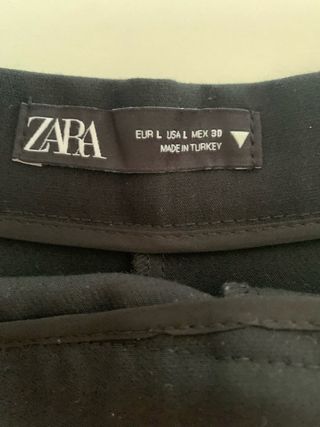 ZARA
EUR L USA L MEX 30
MADE IN TURKEY